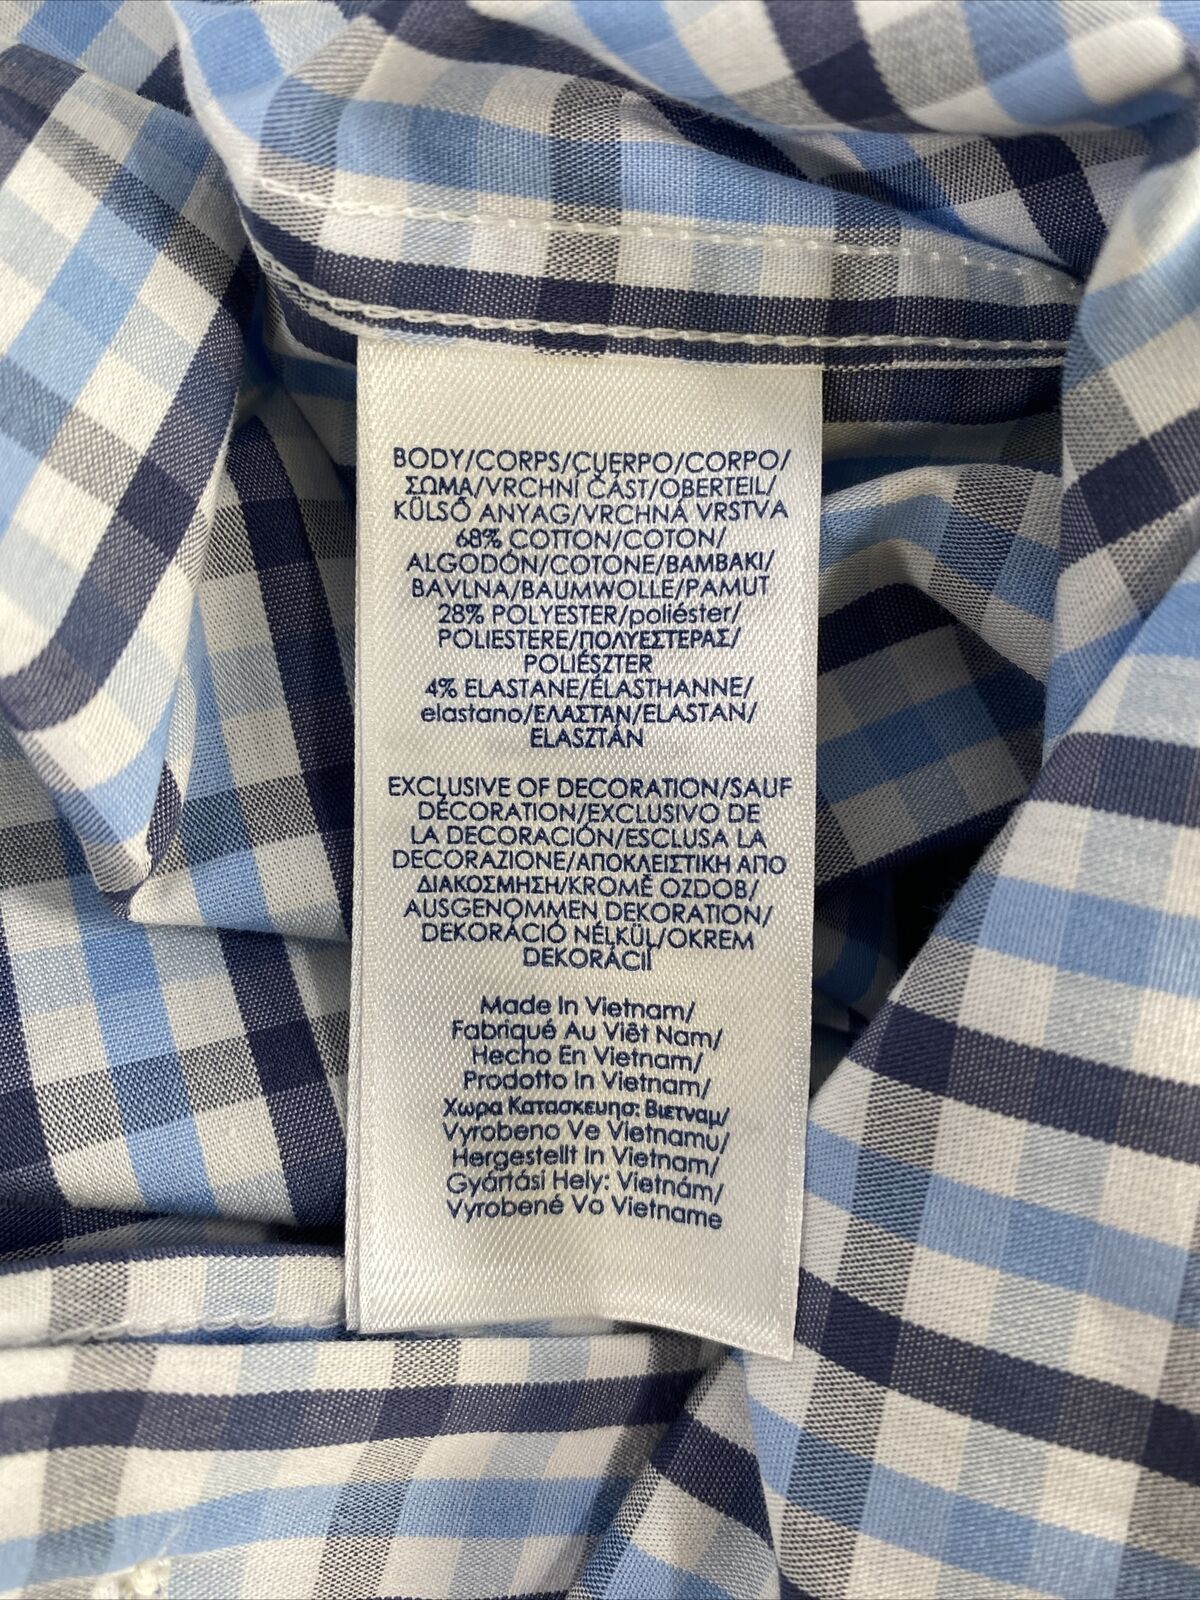 BODY/CORPS/CUERPO/CORPO/
ΣΩΜΑ/VRCHNÍ ČÁST/OBERTEIL/
KÜLSŐ ANYAG/VRCHNÁ VRSTVA
68% COTTON/COTON/
ALGODÓN/COTONE/BAMBAKI/
BAVLNA/BAUMWOLLE/PAMUT
28% POLYESTER/poliéster/
POLIESTERE/ΠΟΛΥΕΣΤΕΡΑΣ/
POLIÉSZTER
4% ELASTANE/ÉLASTHANNE/
elastano/ΕΛΑΣΤΑΝ/ELASTAN/
ELASZTÁN
EXCLUSIVE OF DECORATION/SAUF
DÉCORATION/EXCLUSIVO DE
LA DECORACIÓN/ESCLUSA LA
DECORAZIONE/ΑΠΟΚΛΕΙΣΤΙΚΗ ΑΠΟ
ΔΙΑΚΟΣΜΗΣΗ/KROMĚ OZDOB/
AUSGENOMMEN DEKORATION/
DEKORÁCIÓ NÉLKÜL/OKREM
DEKORÁCII
Made In Vietnam/
Fabriqué Au Viêt Nam/
Hecho En Vietnam/
Prodotto In Vietnam/
Χωρα Κατασκευησ: Βιετναμ/
Vyrobeno Ve Vietnamu/
Hergestellt In Vietnam/
Gyártási Hely: Vietnám/
Vyrobené Vo Vietname